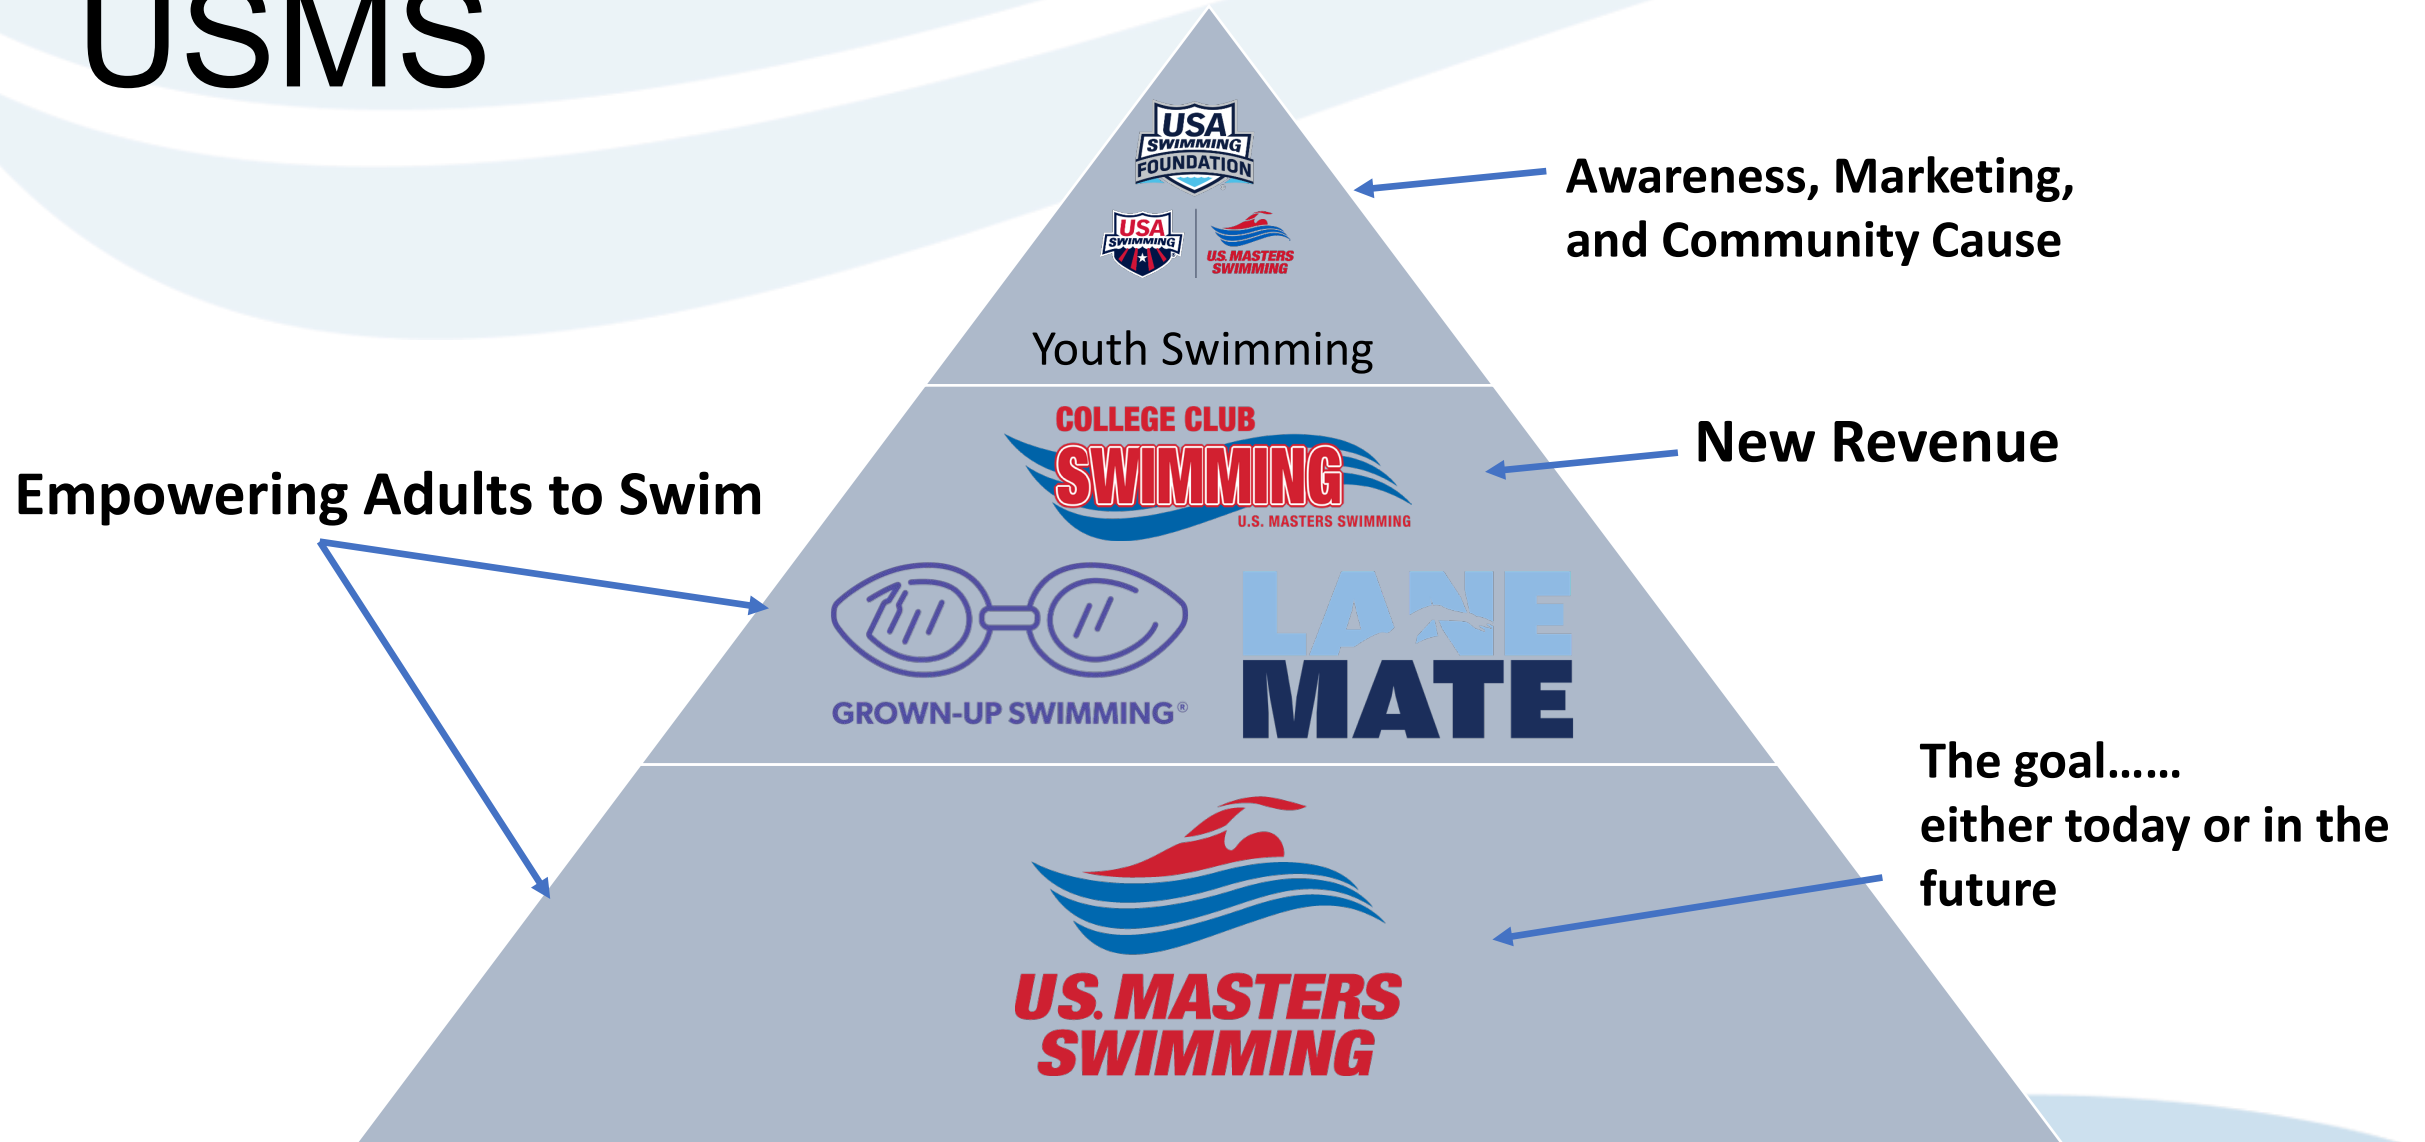 USMS
USA
SWIMMING
FOUNDATION
USA
SWIMMING
U.S. MASTERS
SWIMMING
Youth Swimming
Awareness, Marketing,
and Community Cause
COLLEGE CLUB
SWIMMING
U.S. MASTERS SWIMMING
New Revenue
Empowering Adults to Swim
GROWN-UP SWIMMING®
LANE
MATE
The goal......
either today or in the
future
U.S. MASTERS
SWIMMING